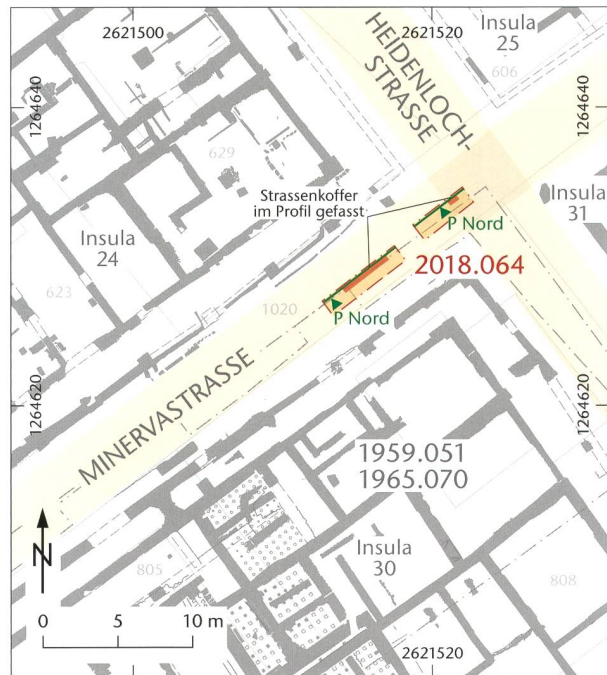 2621500
2621520
Insula
25
606
1264640
1264640
HEIDENLOCH-
STRASSE
629
Strassenkoffer
im Profil gefasst
Insula
31
P Nord
Insula
24
2018.064
623
1020
P Nord
1264620
1264620
MINERVASTRASSE
1959.051
1965.070
Insula
30
805
808
N
0 5 10 m
2621520